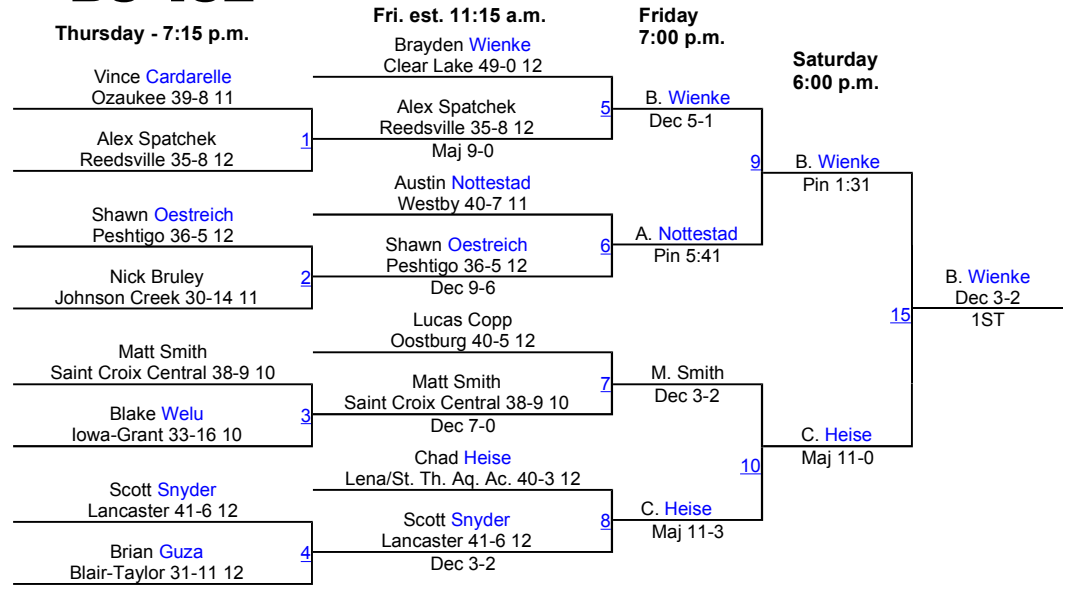 Thursday - 7:15 p.m.
Vince Cardarelle
Ozaukee 39-8 11
Alex Spatchek
Reedsville 35-8 12
1
Shawn Oestreich
Peshtigo 36-5 12
Nick Bruley
Johnson Creek 30-14 11
2
Matt Smith
Saint Croix Central 38-9 10
Blake Welu
Iowa-Grant 33-16 10
3
Scott Snyder
Lancaster 41-6 12
Brian Guza
Blair-Taylor 31-11 12
4
Fri. est. 11:15 a.m.
Brayden Wienke
Clear Lake 49-0 12
Alex Spatchek
Reedsville 35-8 12
Maj 9-0
5
Austin Nottestad
Westby 40-7 11
Shawn Oestreich
Peshtigo 36-5 12
Dec 9-6
6
Lucas Copp
Oostburg 40-5 12
Matt Smith
Saint Croix Central 38-9 10
Dec 7-0
7
Chad Heise
Lena/St. Th. Aq. Ac. 40-3 12
Scott Snyder
Lancaster 41-6 12
Dec 3-2
8
Friday
7:00 p.m.
B. Wienke
Dec 5-1
9
A. Nottestad
Pin 5:41
M. Smith
Dec 3-2
10
C. Heise
Maj 11-3
Saturday
6:00 p.m.
B. Wienke
Pin 1:31
15
C. Heise
Maj 11-0
B. Wienke
Dec 3-2
1ST